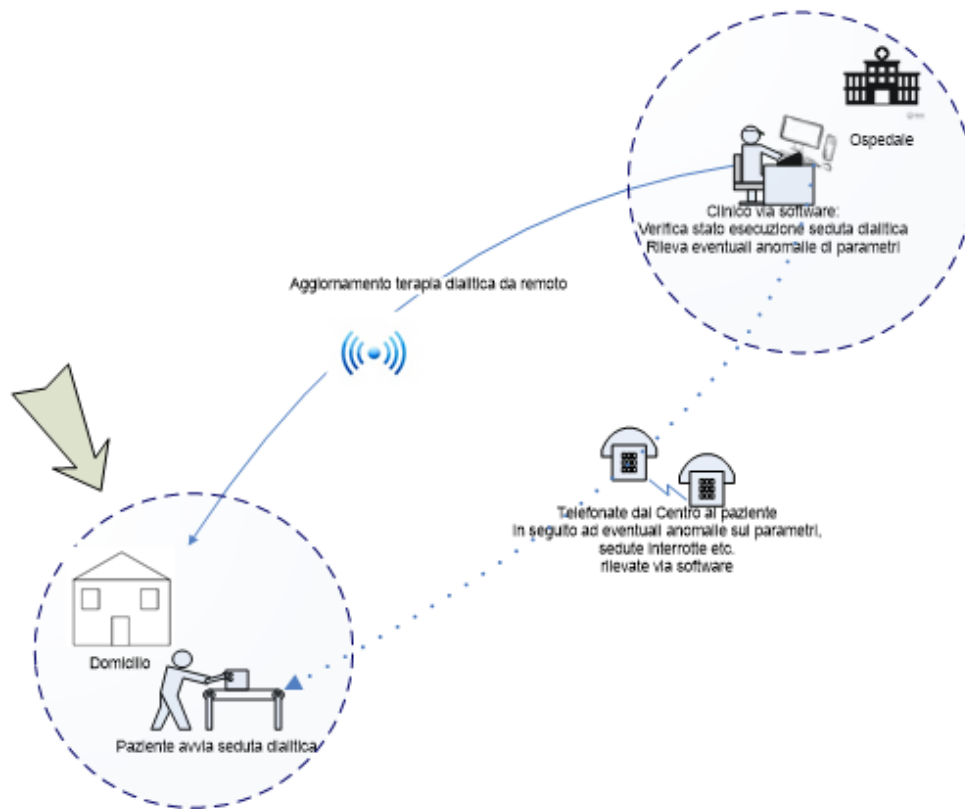 Ospedale
Clinico via software:
Verifica stato esecuzione seduta dialitica
Rileva eventuali anomalie di parametri
Aggiornamento terapia dialitica da remoto
Telefonate dal Centro al paziente
in seguito ad eventuali anomalie sui parametri,
sedute interrotte etc.
rilevate via software
Domicilio
Paziente avvia seduta dialitica